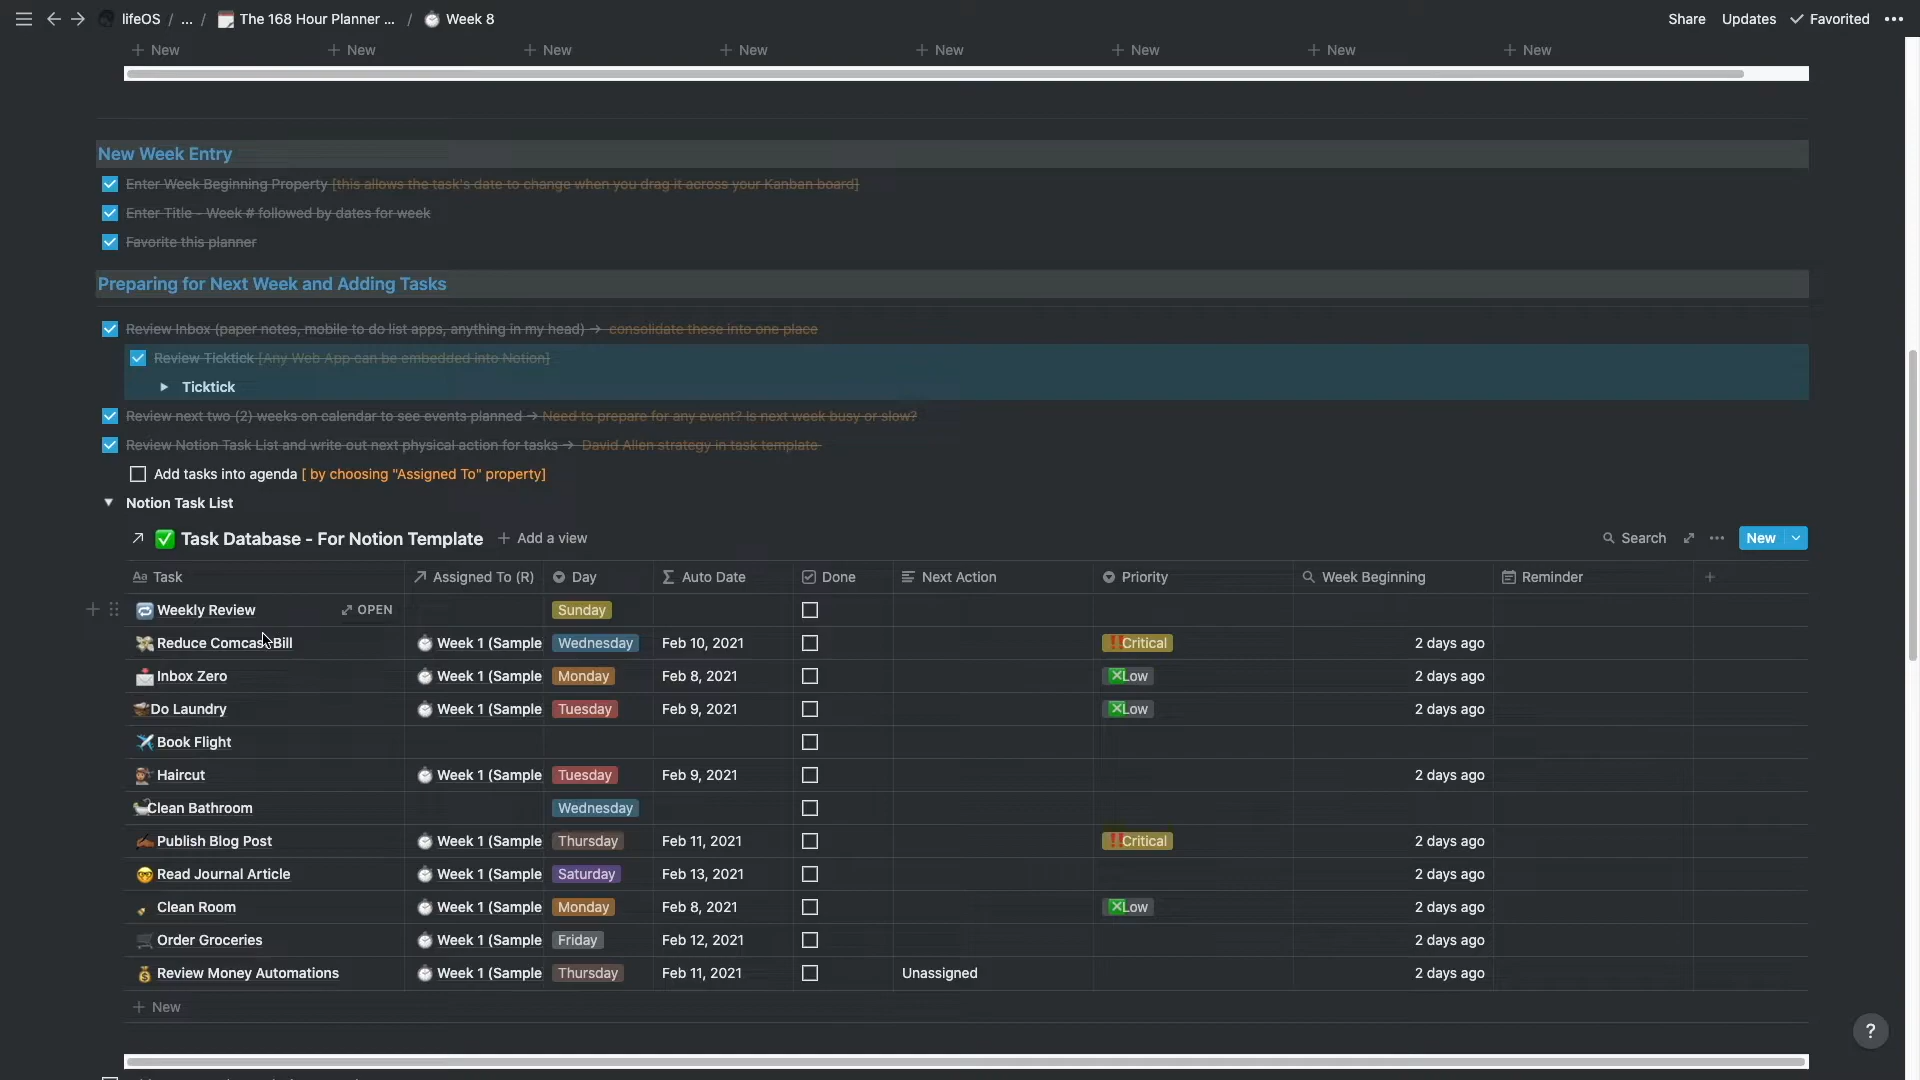 lifeOS / ... / The 168 Hour Planner ... / Week 8
Share Updates Favorited
New New New New New New New New
New Week Entry
Enter Week Beginning Property [this allows the task's date to change when you drag it across your Kanban board]
Enter Title - Week # followed by dates for week
Favorite this planner
Preparing for Next Week and Adding Tasks
Review Inbox (paper notes, mobile to do list apps, anything in my head) → consolidate these into one place
Review Ticktick [Any Web App can be embedded into Notion]
Ticktick
Review next two (2) weeks on calendar to see events planned → Need to prepare for any event? Is next week busy or slow?
Review Notion Task List and write out next physical action for tasks → David Allen strategy in task template
Add tasks into agenda [ by choosing "Assigned To" property]
Notion Task List
Task Database - For Notion Template + Add a view Search New
Aa Task Assigned To (R) Day Σ Auto Date Done Next Action Priority Week Beginning Reminder +
Weekly Review OPEN Sunday
Reduce Comcast Bill Week 1 (Sample Wednesday Feb 10, 2021 Critical 2 days ago
Inbox Zero Week 1 (Sample Monday Feb 8, 2021 Low 2 days ago
Do Laundry Week 1 (Sample Tuesday Feb 9, 2021 Low 2 days ago
Book Flight
Haircut Week 1 (Sample Tuesday Feb 9, 2021 2 days ago
Clean Bathroom Wednesday
Publish Blog Post Week 1 (Sample Thursday Feb 11, 2021 Critical 2 days ago
Read Journal Article Week 1 (Sample Saturday Feb 13, 2021 2 days ago
Clean Room Week 1 (Sample Monday Feb 8, 2021 Low 2 days ago
Order Groceries Week 1 (Sample Friday Feb 12, 2021 2 days ago
Review Money Automations Week 1 (Sample Thursday Feb 11, 2021 Unassigned 2 days ago
+ New
?